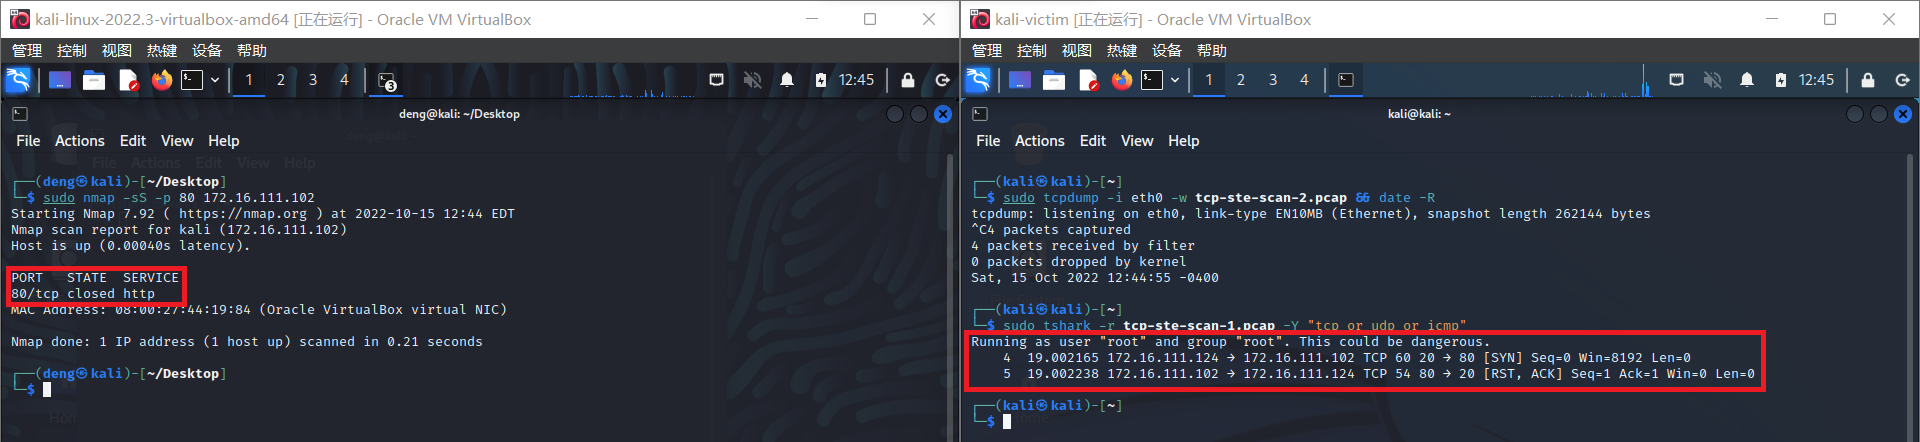 kali-linux-2022.3-virtualbox-amd64 [正在运行] - Oracle VM VirtualBox
管理 控制 视图 热键 设备 帮助
1 2 3 4 3 12:45
deng@kali: ~/Desktop
File Actions Edit View Help
(deng㉿kali)-[~/Desktop]
$ sudo nmap -sS -p 80 172.16.111.102
Starting Nmap 7.92 ( https://nmap.org ) at 2022-10-15 12:44 EDT
Nmap scan report for kali (172.16.111.102)
Host is up (0.00040s latency).
PORT STATE SERVICE
80/tcp closed http
MAC Address: 08:00:27:44:19:84 (Oracle VirtualBox virtual NIC)
Nmap done: 1 IP address (1 host up) scanned in 0.21 seconds
(deng㉿kali)-[~/Desktop]
$
kali-victim [正在运行] - Oracle VM VirtualBox
管理 控制 视图 热键 设备 帮助
1 2 3 4 12:45
kali@kali: ~
File Actions Edit View Help
(kali㉿kali)-[~]
$ sudo tcpdump -i eth0 -w tcp-ste-scan-2.pcap && date -R
tcpdump: listening on eth0, link-type EN10MB (Ethernet), snapshot length 262144 bytes
^C4 packets captured
4 packets received by filter
0 packets dropped by kernel
Sat, 15 Oct 2022 12:44:55 -0400
(kali㉿kali)-[~]
$ sudo tshark -r tcp-ste-scan-1.pcap -Y "tcp or udp or icmp"
Running as user "root" and group "root". This could be dangerous.
4 19.002165 172.16.111.124 → 172.16.111.102 TCP 60 20 → 80 [SYN] Seq=0 Win=8192 Len=0
5 19.002238 172.16.111.102 → 172.16.111.124 TCP 54 80 → 20 [RST, ACK] Seq=1 Ack=1 Win=0 Len=0
(kali㉿kali)-[~]
$